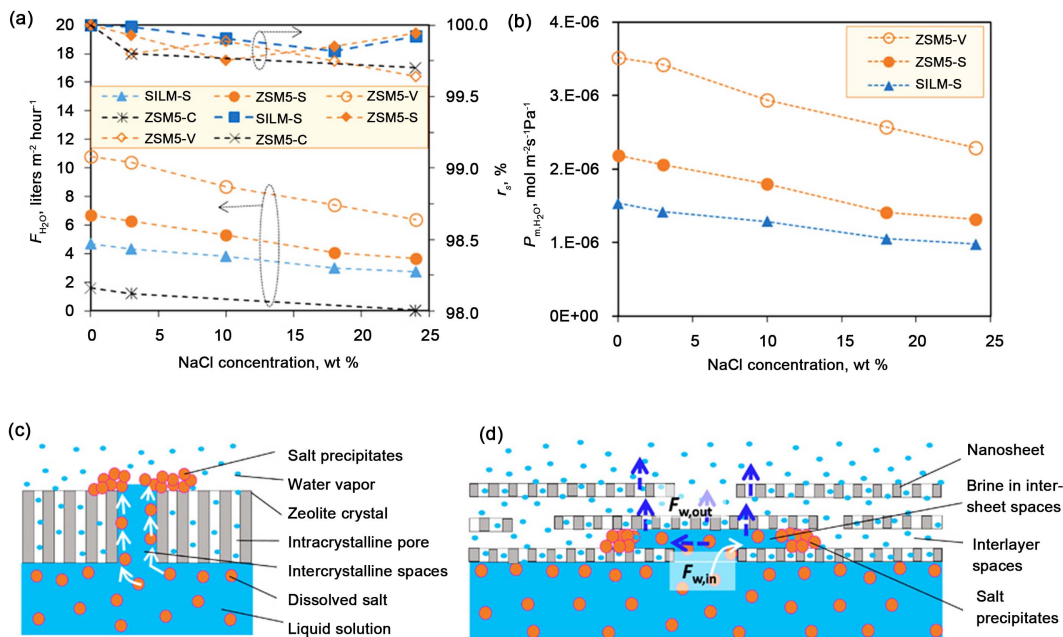 (a)
20
18
16
14
12
10
8
6
4
2
0
F_H₂O, liters m⁻² hour⁻¹
100.0
99.5
99.0
98.5
98.0
rₛ, %
SILM-S
ZSM5-S
ZSM5-V
ZSM5-C
SILM-S
ZSM5-S
ZSM5-V
ZSM5-C
0 5 10 15 20 25
NaCl concentration, wt %
(b)
4.E-06
3.E-06
2.E-06
1.E-06
0E+00
P_m,H₂O, mol m⁻²s⁻¹Pa⁻¹
ZSM5-V
ZSM5-S
SILM-S
0 5 10 15 20 25
NaCl concentration, wt %
(c)
Salt precipitates
Water vapor
Zeolite crystal
Intracrystalline pore
Intercrystalline spaces
Dissolved salt
Liquid solution
(d)
F_w,out
F_w,in
Nanosheet
Brine in inter-
sheet spaces
Interlayer
spaces
Salt
precipitates